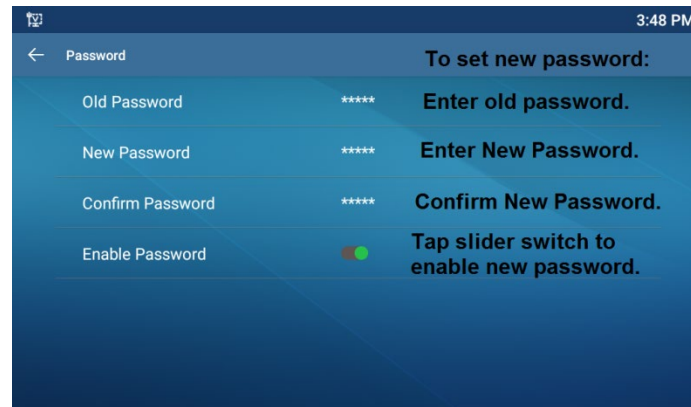 3:48 PM
Password
To set new password:
Old Password ***** Enter old password.
New Password ***** Enter New Password.
Confirm Password ***** Confirm New Password.
Enable Password
Tap slider switch to
enable new password.